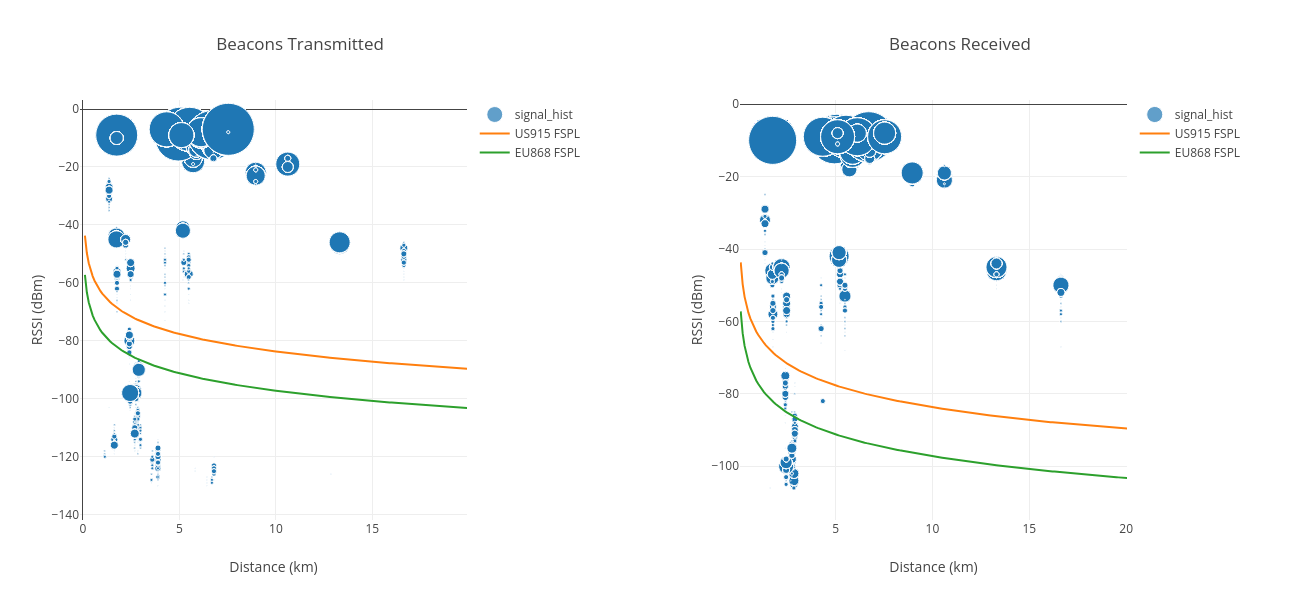 Beacons Transmitted
0
−20
−40
−60
−80
−100
−120
−140
0
5
10
15
RSSI (dBm)
Distance (km)
signal_hist
US915 FSPL
EU868 FSPL
Beacons Received
0
−20
−40
−60
−80
−100
5
10
15
20
RSSI (dBm)
Distance (km)
signal_hist
US915 FSPL
EU868 FSPL